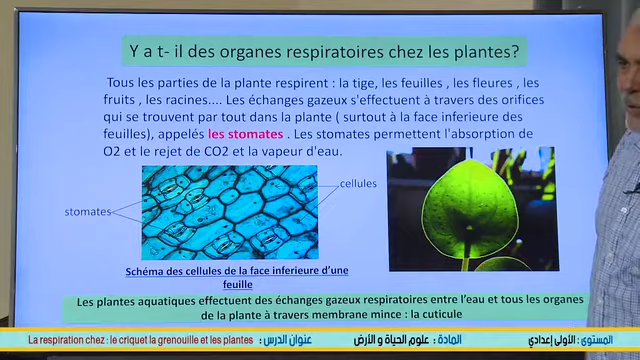 Y a t- il des organes respiratoires chez les plantes?
Tous les parties de la plante respirent : la tige, les feuilles , les fleures , les
fruits , les racines.... Les échanges gazeux s'effectuent à travers des orifices
qui se trouvent par tout dans la plante ( surtout à la face inferieure des
feuilles), appelés les stomates . Les stomates permettent l'absorption de
O2 et le rejet de CO2 et la vapeur d'eau.
stomates
cellules
Schéma des cellules de la face inferieure d'une
feuille
Les plantes aquatiques effectuent des échanges gazeux respiratoires entre l'eau et tous les organes
de la plante à travers membrane mince : la cuticule
المستوى : الأولى إعدادي
المادة : علوم الحياة و الأرض
عنوان الدرس : La respiration chez : le criquet la grenouille et les plantes